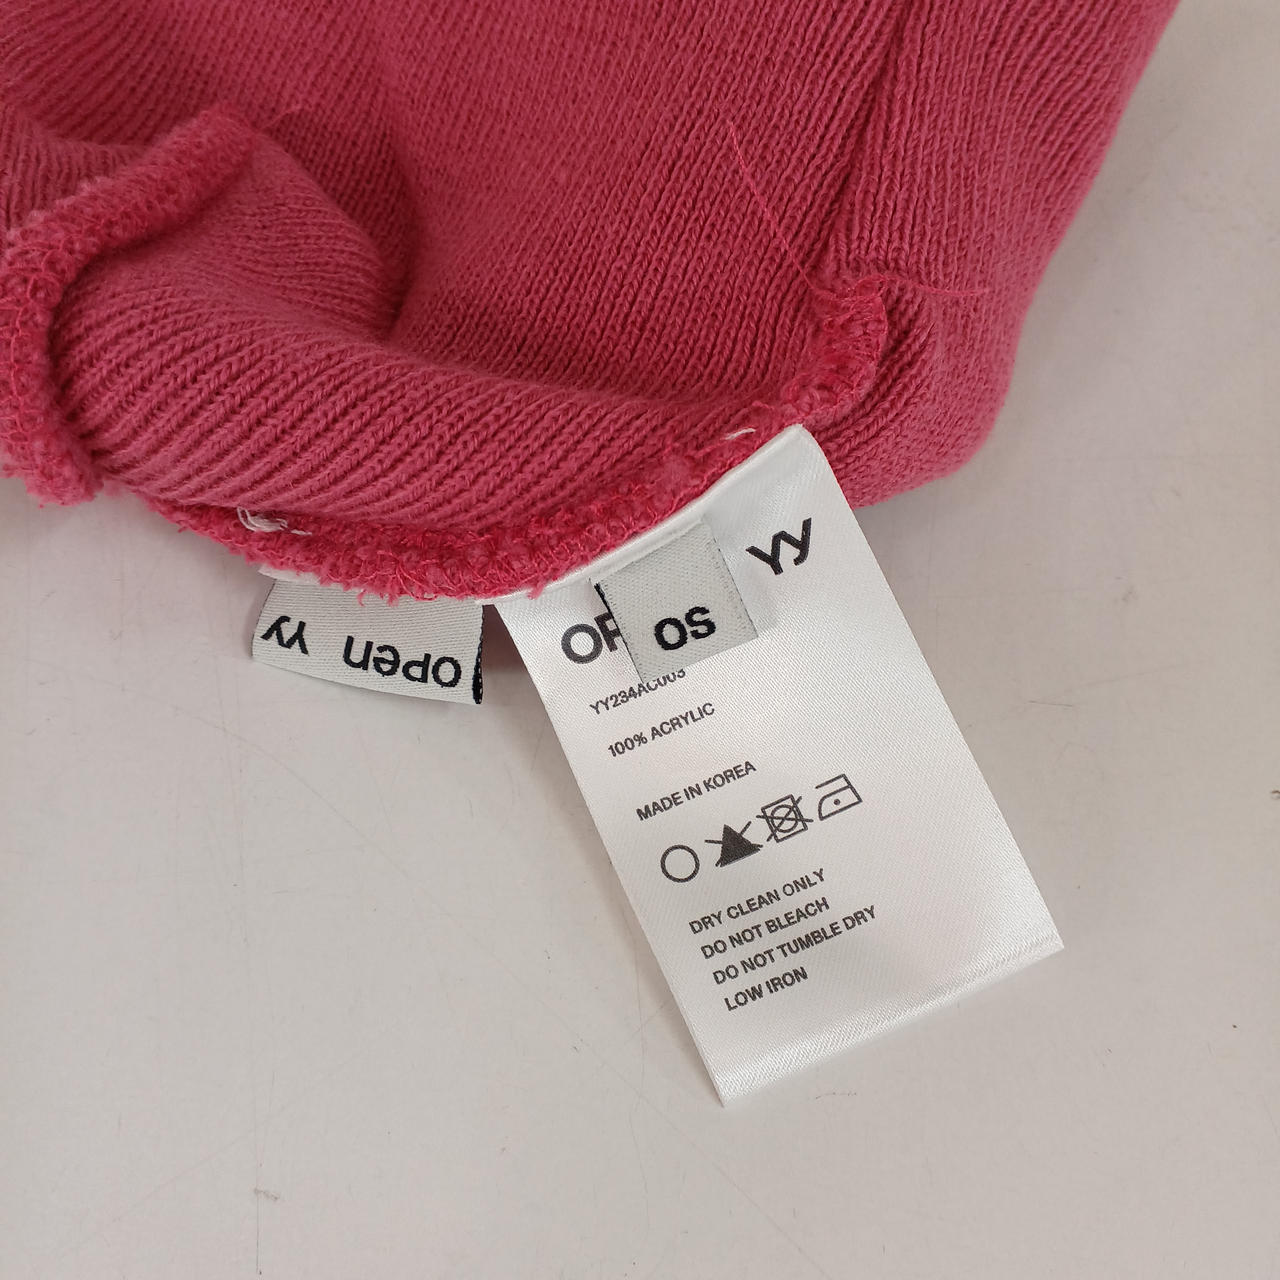 open YY
OS
YY
YY234AC003
100% ACRYLIC
MADE IN KOREA
DRY CLEAN ONLY
DO NOT BLEACH
DO NOT TUMBLE DRY
LOW IRON